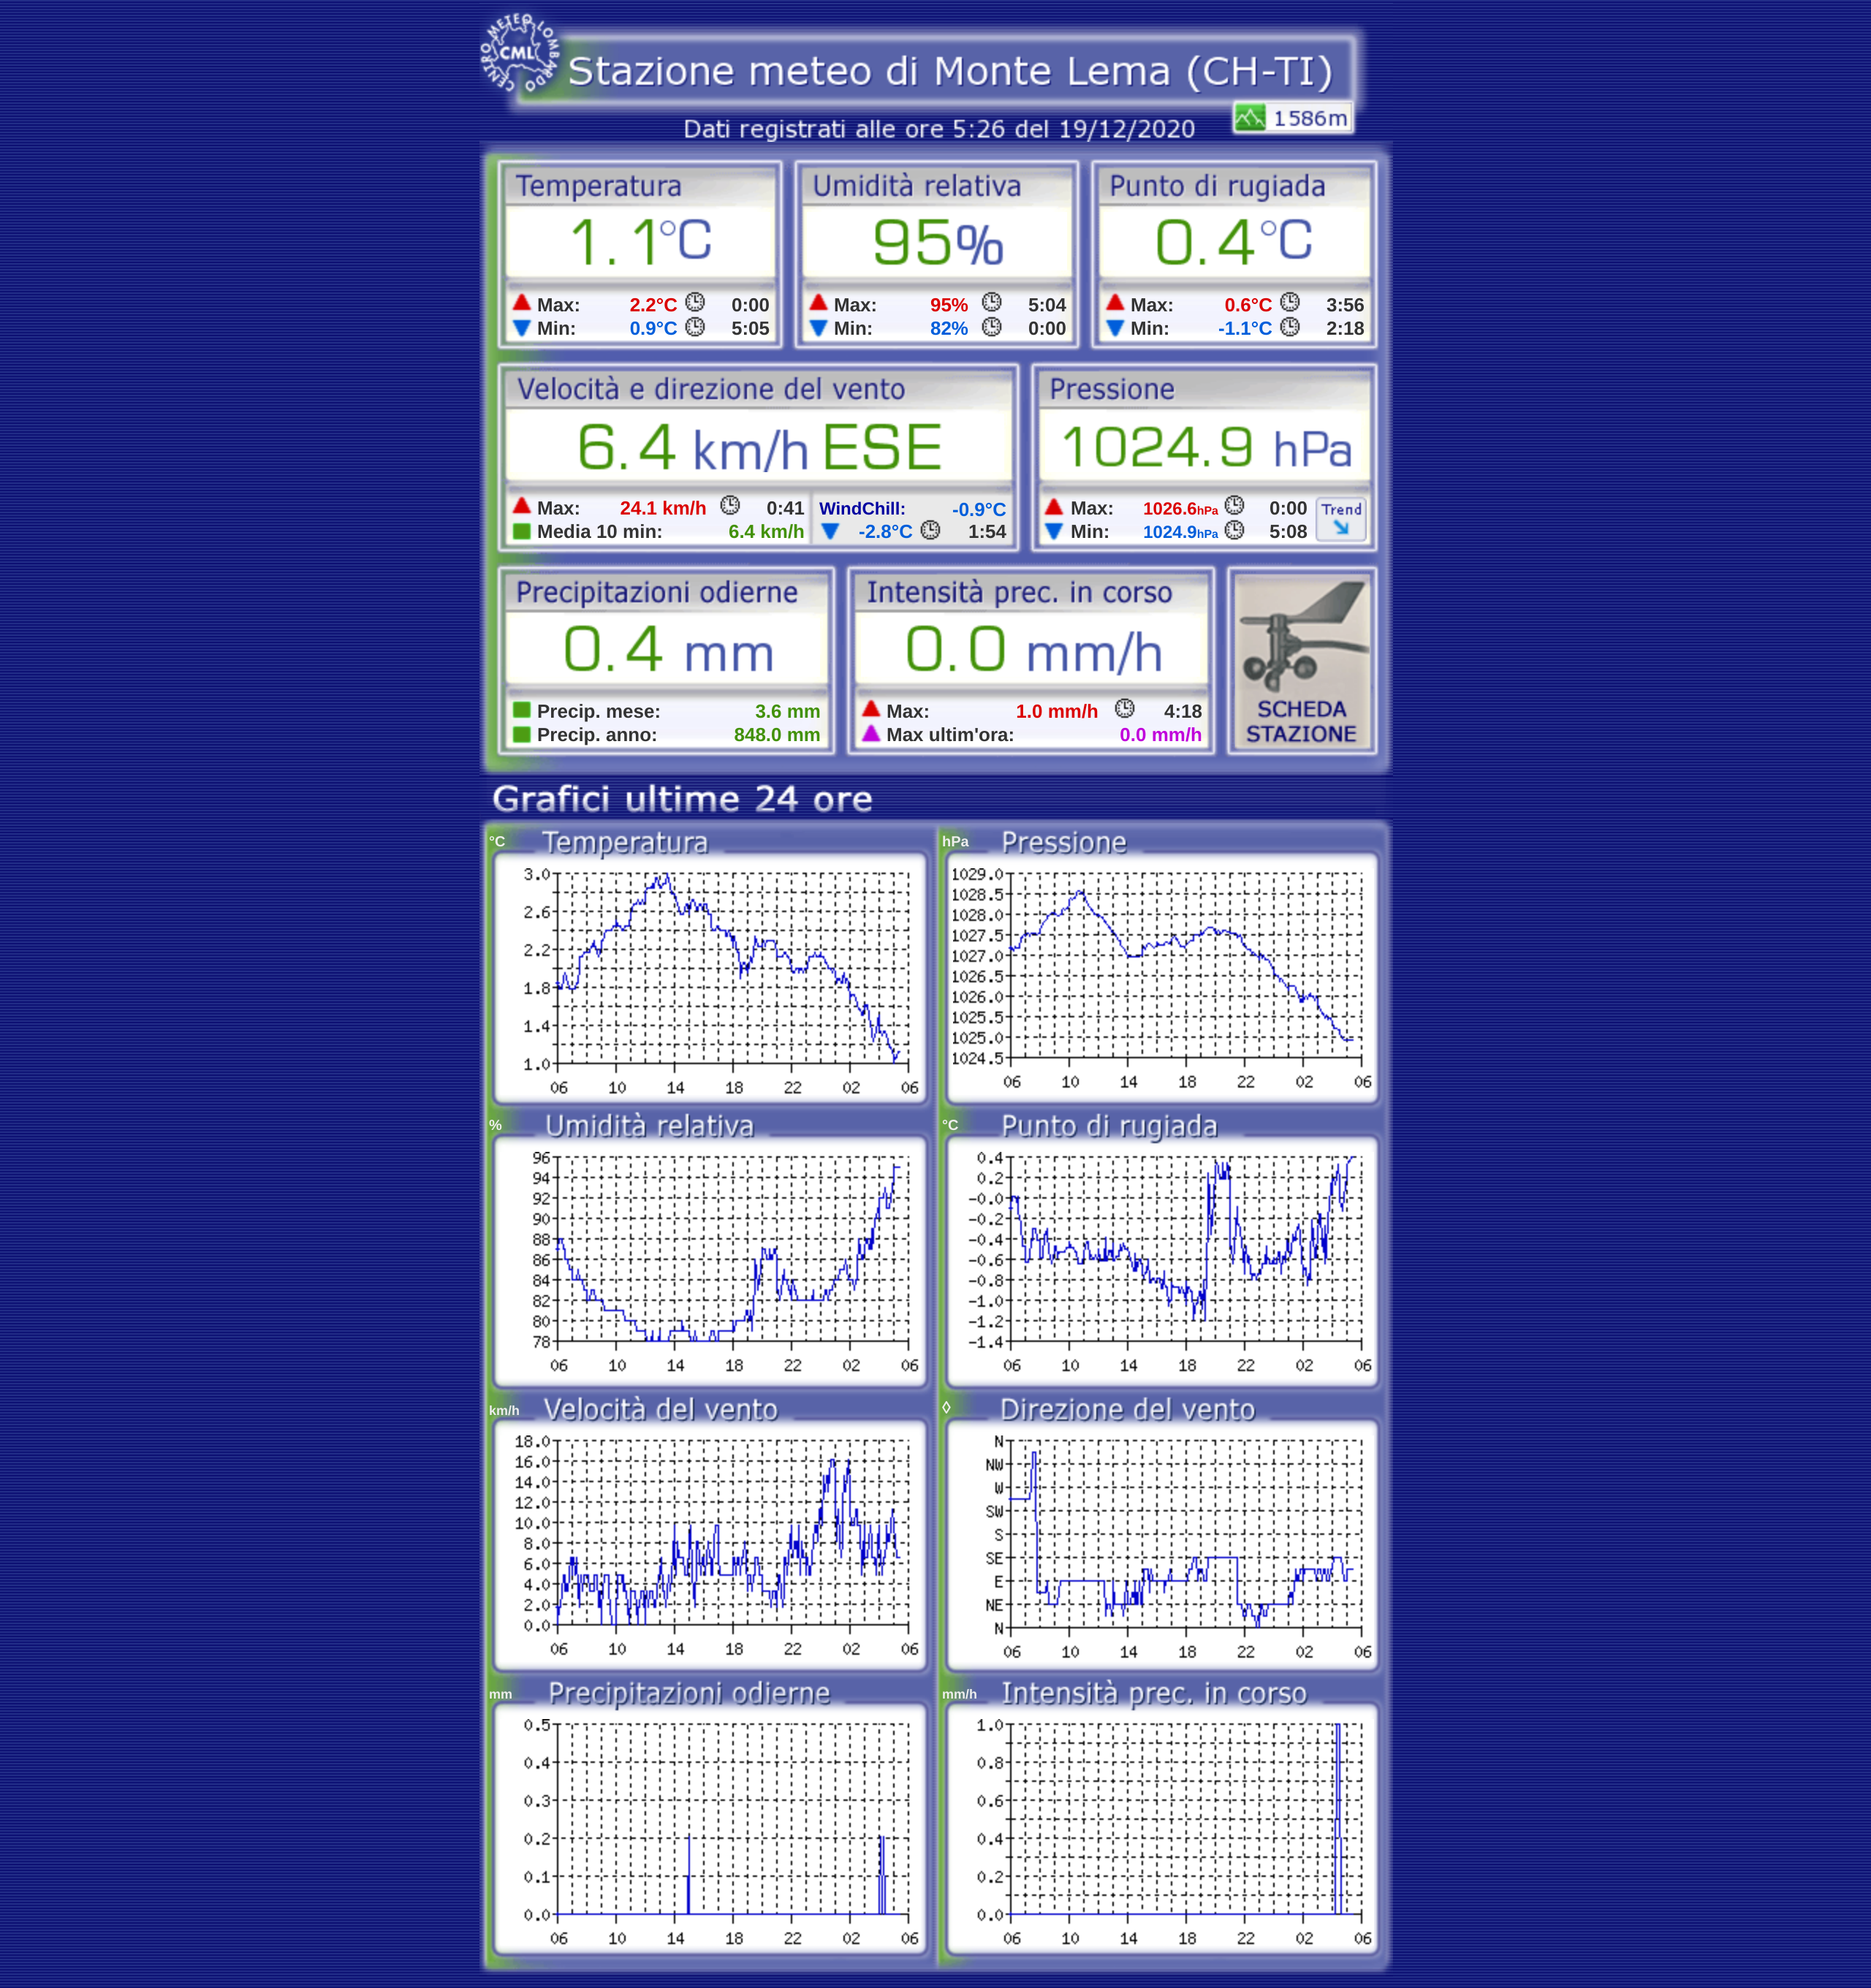 CENTRO METEO LOMBARDO
CML
Stazione meteo di Monte Lema (CH-TI)
1586m
Dati registrati alle ore 5:26 del 19/12/2020
Temperatura Umidità relativa Punto di rugiada
1.1°C 95% 0.4°C
Max: 2.2°C 0:00 Max: 95% 5:04 Max: 0.6°C 3:56
Min: 0.9°C 5:05 Min: 82% 0:00 Min: -1.1°C 2:18
Velocità e direzione del vento Pressione
6.4 km/h ESE 1024.9 hPa
Max: 24.1 km/h 0:41 WindChill: -0.9°C Max: 1026.6hPa 0:00 Trend
Media 10 min: 6.4 km/h -2.8°C 1:54 Min: 1024.9hPa 5:08
Precipitazioni odierne Intensità prec. in corso
0.4 mm 0.0 mm/h
Precip. mese: 3.6 mm Max: 1.0 mm/h 4:18 SCHEDA
Precip. anno: 848.0 mm Max ultim'ora: 0.0 mm/h STAZIONE
Grafici ultime 24 ore
°C Temperatura
3.0
2.6
2.2
1.8
1.4
1.0
06 10 14 18 22 02 06
hPa Pressione
1029.0
1028.5
1028.0
1027.5
1027.0
1026.5
1026.0
1025.5
1025.0
1024.5
06 10 14 18 22 02 06
% Umidità relativa
96
94
92
90
88
86
84
82
80
78
06 10 14 18 22 02 06
°C Punto di rugiada
0.4
0.2
-0.0
-0.2
-0.4
-0.6
-0.8
-1.0
-1.2
-1.4
06 10 14 18 22 02 06
km/h Velocità del vento
18.0
16.0
14.0
12.0
10.0
8.0
6.0
4.0
2.0
0.0
06 10 14 18 22 02 06
◊ Direzione del vento
N
NW
W
SW
S
SE
E
NE
N
06 10 14 18 22 02 06
mm Precipitazioni odierne
0.5
0.4
0.3
0.2
0.1
0.0
06 10 14 18 22 02 06
mm/h Intensità prec. in corso
1.0
0.8
0.6
0.4
0.2
0.0
06 10 14 18 22 02 06